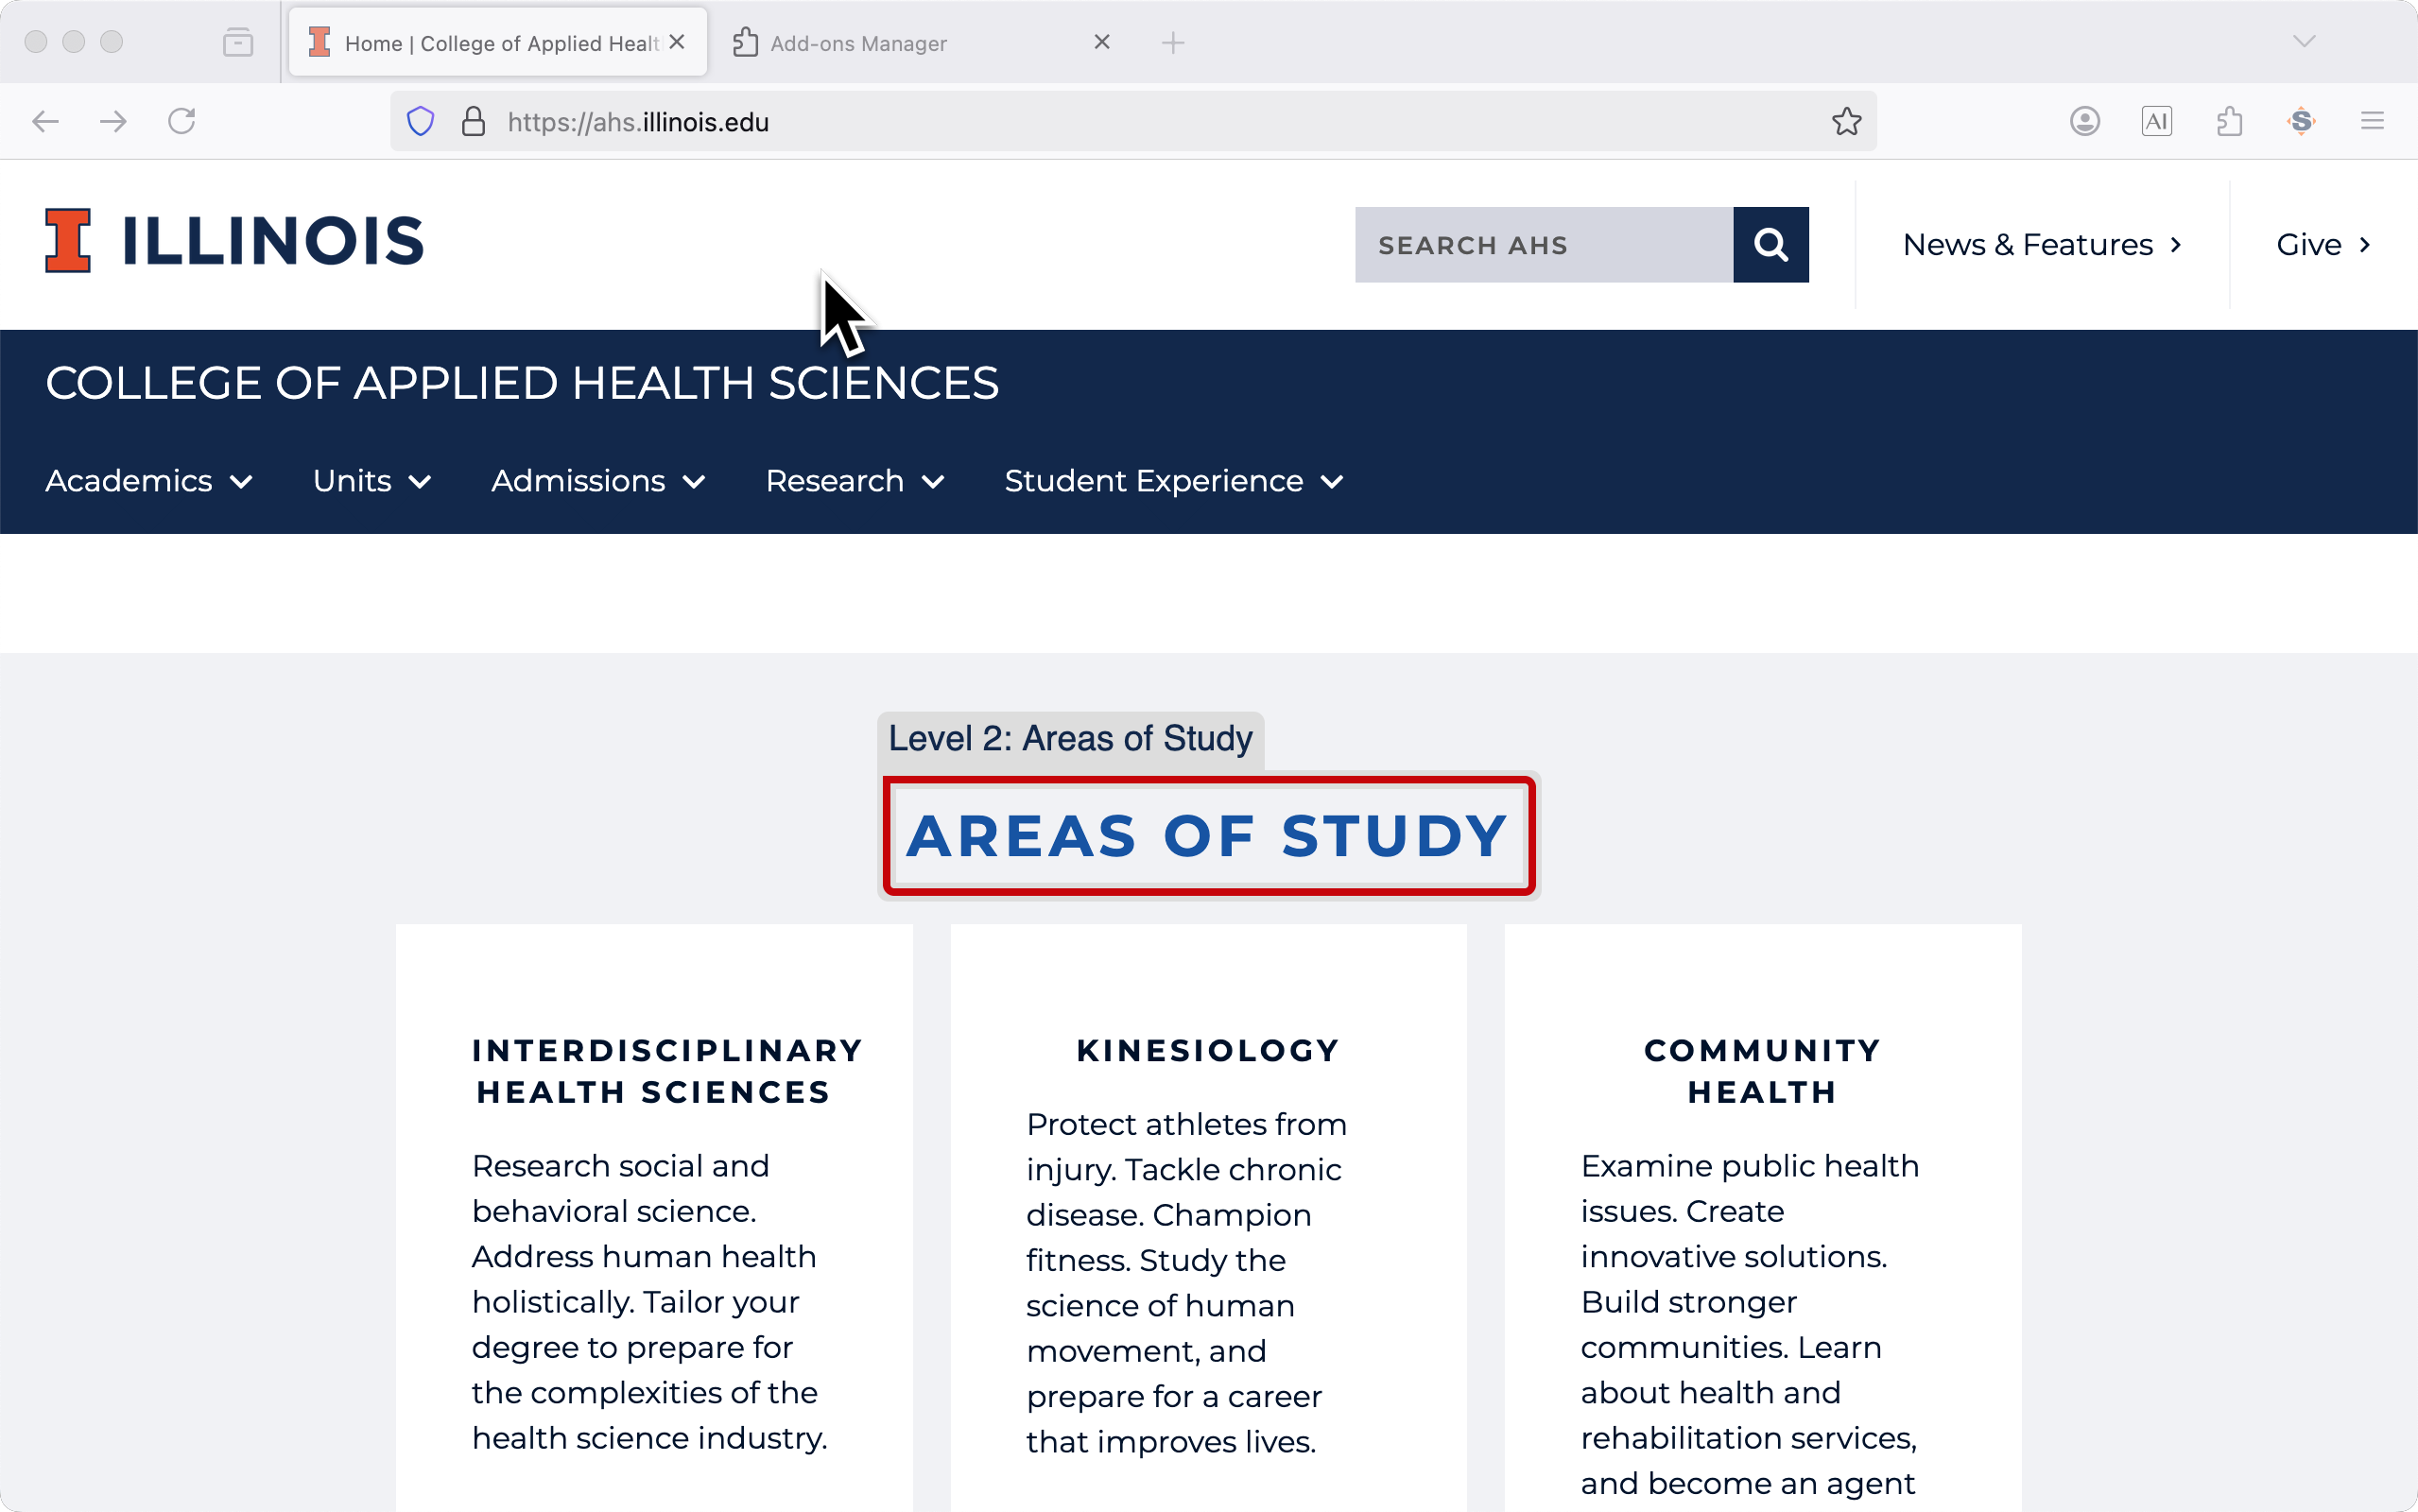 Home | College of Applied Healt
Add-ons Manager
https://ahs.illinois.edu
AI
S
I ILLINOIS
SEARCH AHS
News & Features
Give
COLLEGE OF APPLIED HEALTH SCIENCES
Academics
Units
Admissions
Research
Student Experience
Level 2: Areas of Study
AREAS OF STUDY
INTERDISCIPLINARY
HEALTH SCIENCES
Research social and
behavioral science.
Address human health
holistically. Tailor your
degree to prepare for
the complexities of the
health science industry.
KINESIOLOGY
Protect athletes from
injury. Tackle chronic
disease. Champion
fitness. Study the
science of human
movement, and
prepare for a career
that improves lives.
COMMUNITY
HEALTH
Examine public health
issues. Create
innovative solutions.
Build stronger
communities. Learn
about health and
rehabilitation services,
and become an agent